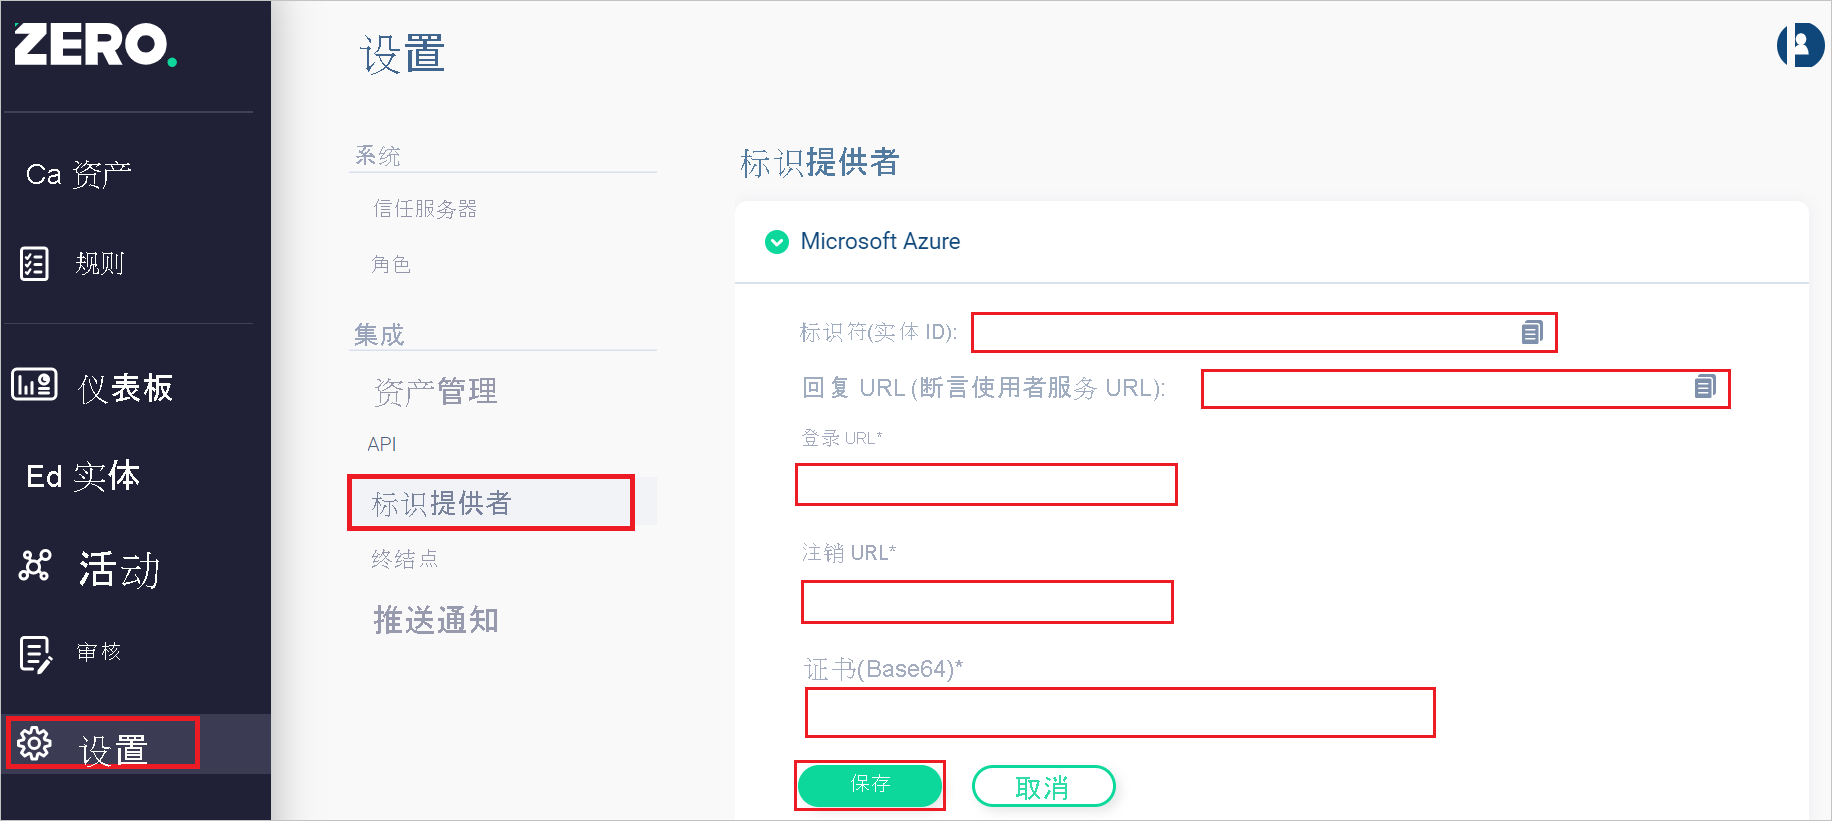 ZERO.
Ca 资产
规则
仪表板
Ed 实体
活动
审核
设置
设置
系统
信任服务器
角色
集成
资产管理
API
标识提供者
终结点
推送通知
标识提供者
Microsoft Azure
标识符(实体 ID):
回复 URL (断言使用者服务 URL):
登录 URL*
注销 URL*
证书(Base64)*
保存
取消